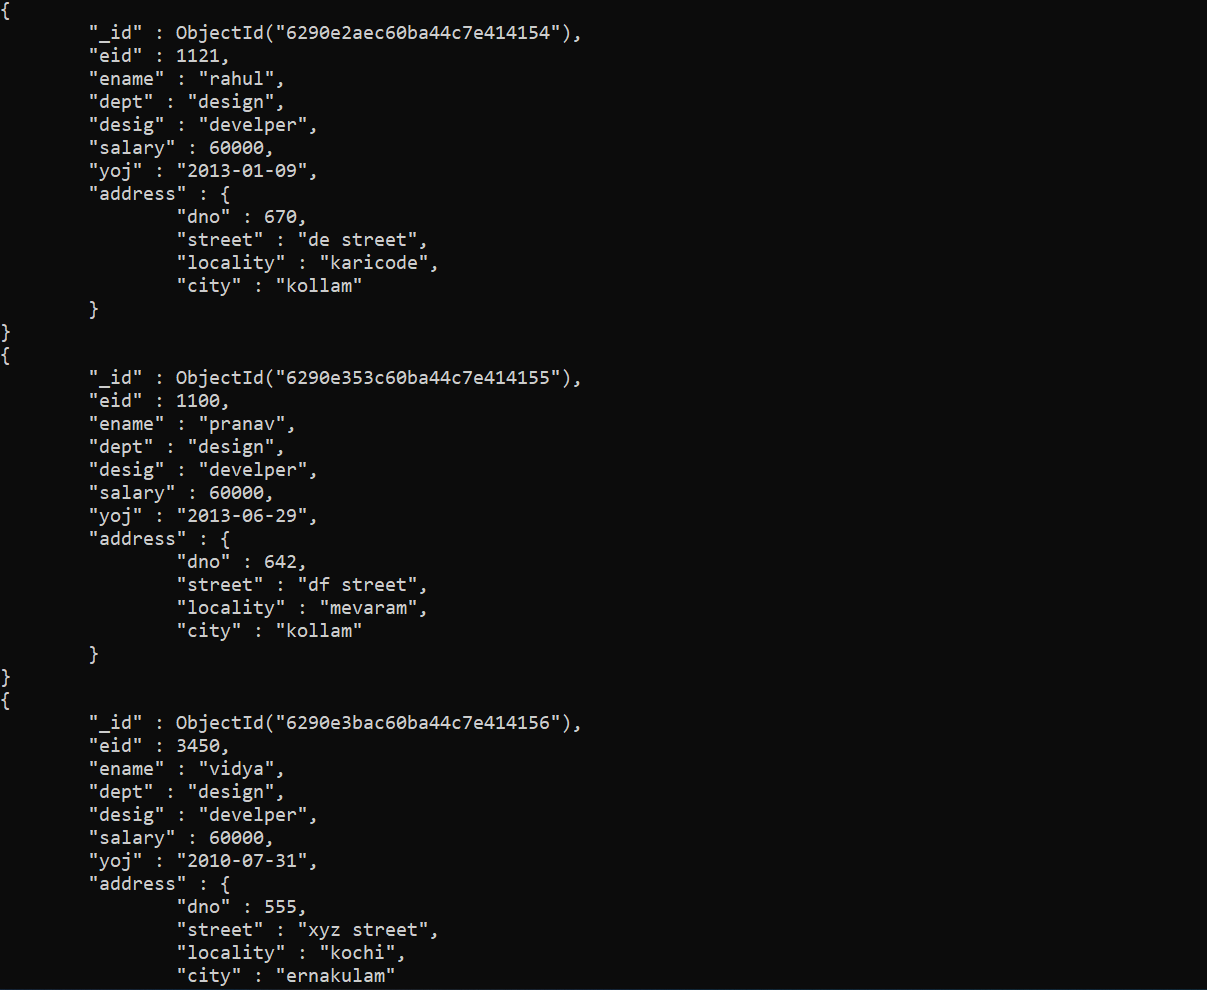 {
        "_id" : ObjectId("6290e2aec60ba44c7e414154"),
        "eid" : 1121,
        "ename" : "rahul",
        "dept" : "design",
        "desig" : "develper",
        "salary" : 60000,
        "yoj" : "2013-01-09",
        "address" : {
                "dno" : 670,
                "street" : "de street",
                "locality" : "karicode",
                "city" : "kollam"
        }
}
{
        "_id" : ObjectId("6290e353c60ba44c7e414155"),
        "eid" : 1100,
        "ename" : "pranav",
        "dept" : "design",
        "desig" : "develper",
        "salary" : 60000,
        "yoj" : "2013-06-29",
        "address" : {
                "dno" : 642,
                "street" : "df street",
                "locality" : "mevaram",
                "city" : "kollam"
        }
}
{
        "_id" : ObjectId("6290e3bac60ba44c7e414156"),
        "eid" : 3450,
        "ename" : "vidya",
        "dept" : "design",
        "desig" : "develper",
        "salary" : 60000,
        "yoj" : "2010-07-31",
        "address" : {
                "dno" : 555,
                "street" : "xyz street",
                "locality" : "kochi",
                "city" : "ernakulam"